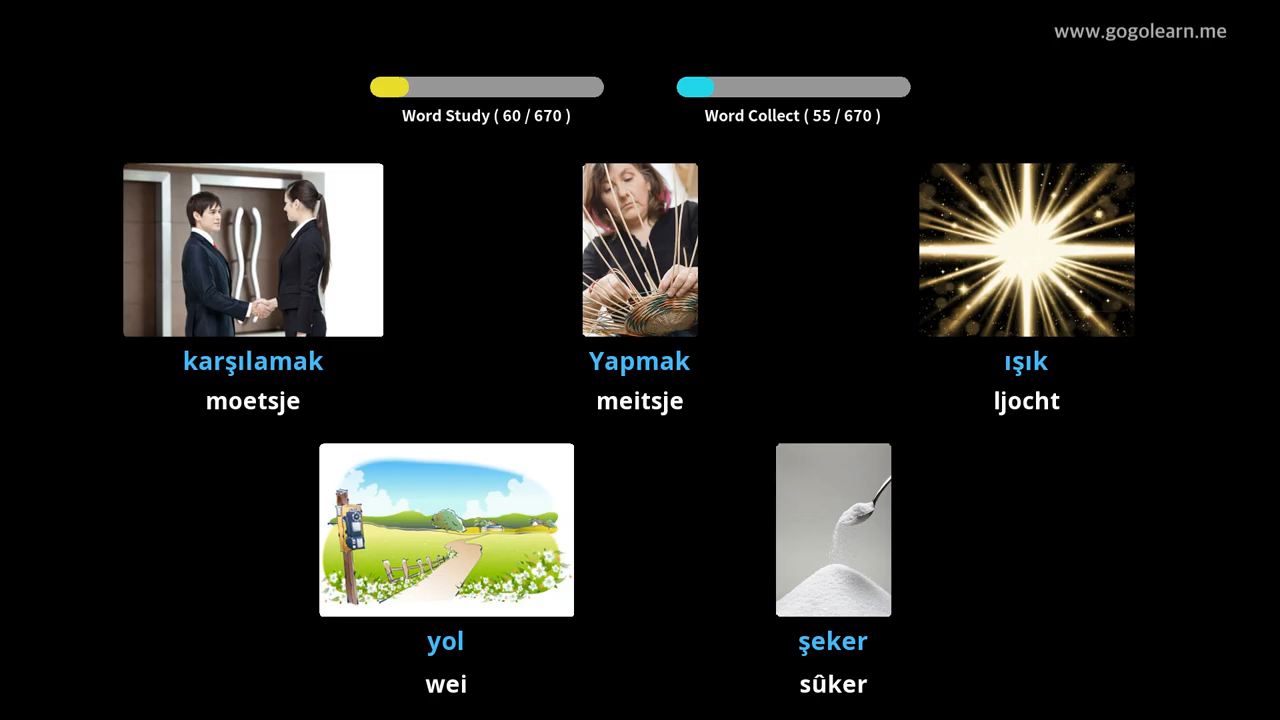 www.gogolearn.me
Word Study ( 60 / 670 )
Word Collect ( 55 / 670 )
karşılamak
moetsje
Yapmak
meitsje
ışık
ljocht
yol
wei
şeker
sûker